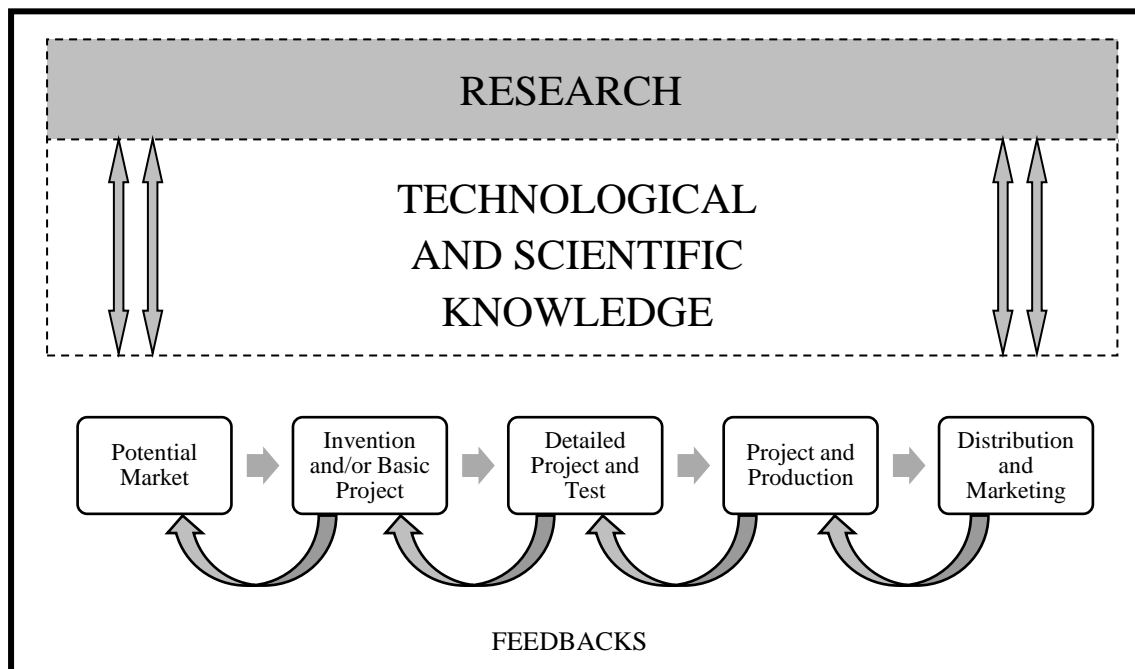 RESEARCH
TECHNOLOGICAL
AND SCIENTIFIC
KNOWLEDGE
Potential
Market
Invention
and/or Basic
Project
Detailed
Project and
Test
Project and
Production
Distribution
and
Marketing
FEEDBACKS